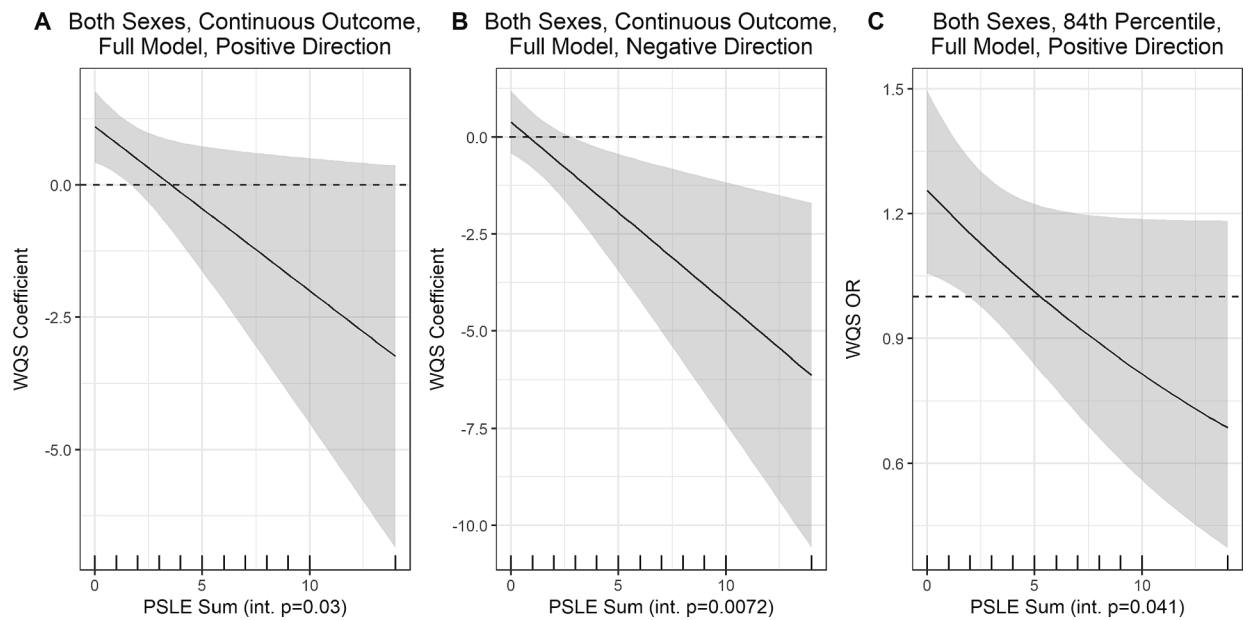 A Both Sexes, Continuous Outcome,
Full Model, Positive Direction
0.0
-2.5
-5.0
WQS Coefficient
0 5 10
PSLE Sum (int. p=0.03)
B Both Sexes, Continuous Outcome,
Full Model, Negative Direction
0.0
-2.5
-5.0
-7.5
-10.0
WQS Coefficient
0 5 10
PSLE Sum (int. p=0.0072)
C Both Sexes, 84th Percentile,
Full Model, Positive Direction
1.5
1.2
0.9
0.6
WQS OR
0 5 10
PSLE Sum (int. p=0.041)